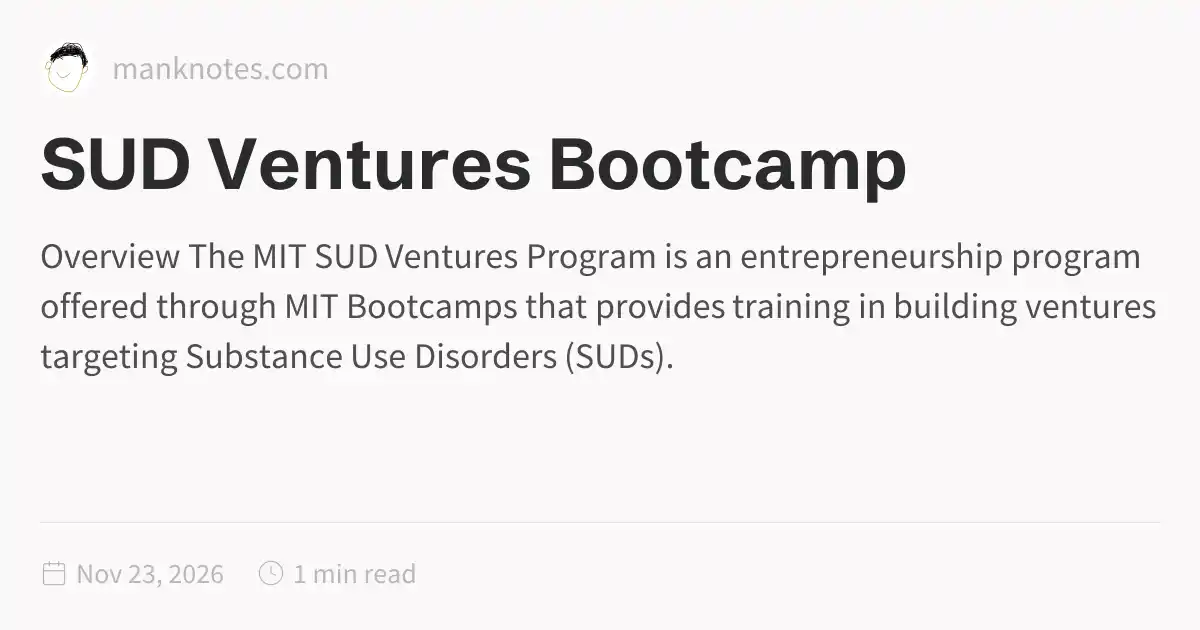 manknotes.com
SUD Ventures Bootcamp
Overview The MIT SUD Ventures Program is an entrepreneurship program
offered through MIT Bootcamps that provides training in building ventures
targeting Substance Use Disorders (SUDs).
Nov 23, 2026 1 min read